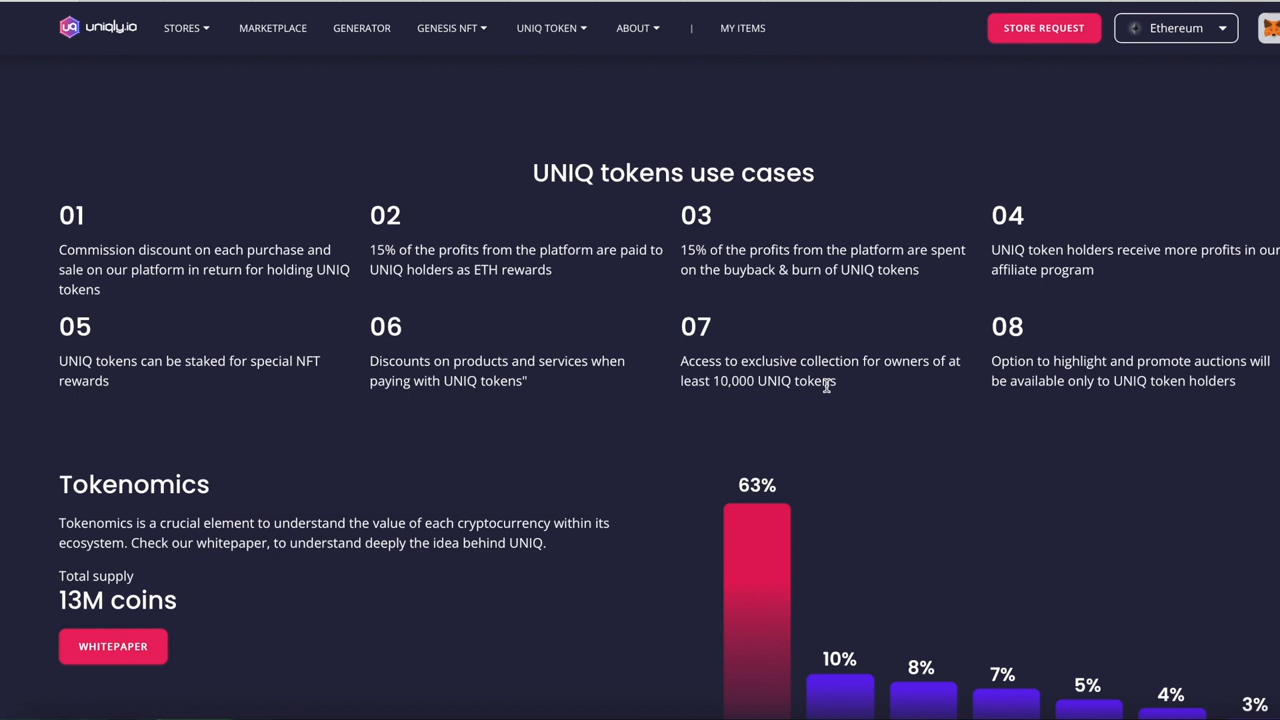 uniqly.io STORES MARKETPLACE GENERATOR GENESIS NFT UNIQ TOKEN ABOUT | MY ITEMS STORE REQUEST Ethereum
UNIQ tokens use cases
01
Commission discount on each purchase and
sale on our platform in return for holding UNIQ
tokens
02
15% of the profits from the platform are paid to
UNIQ holders as ETH rewards
03
15% of the profits from the platform are spent
on the buyback & burn of UNIQ tokens
04
UNIQ token holders receive more profits in our
affiliate program
05
UNIQ tokens can be staked for special NFT
rewards
06
Discounts on products and services when
paying with UNIQ tokens"
07
Access to exclusive collection for owners of at
least 10,000 UNIQ tokens
08
Option to highlight and promote auctions will
be available only to UNIQ token holders
Tokenomics
Tokenomics is a crucial element to understand the value of each cryptocurrency within its
ecosystem. Check our whitepaper, to understand deeply the idea behind UNIQ.
Total supply
13M coins
WHITEPAPER
63%
10%
8%
7%
5%
4%
3%